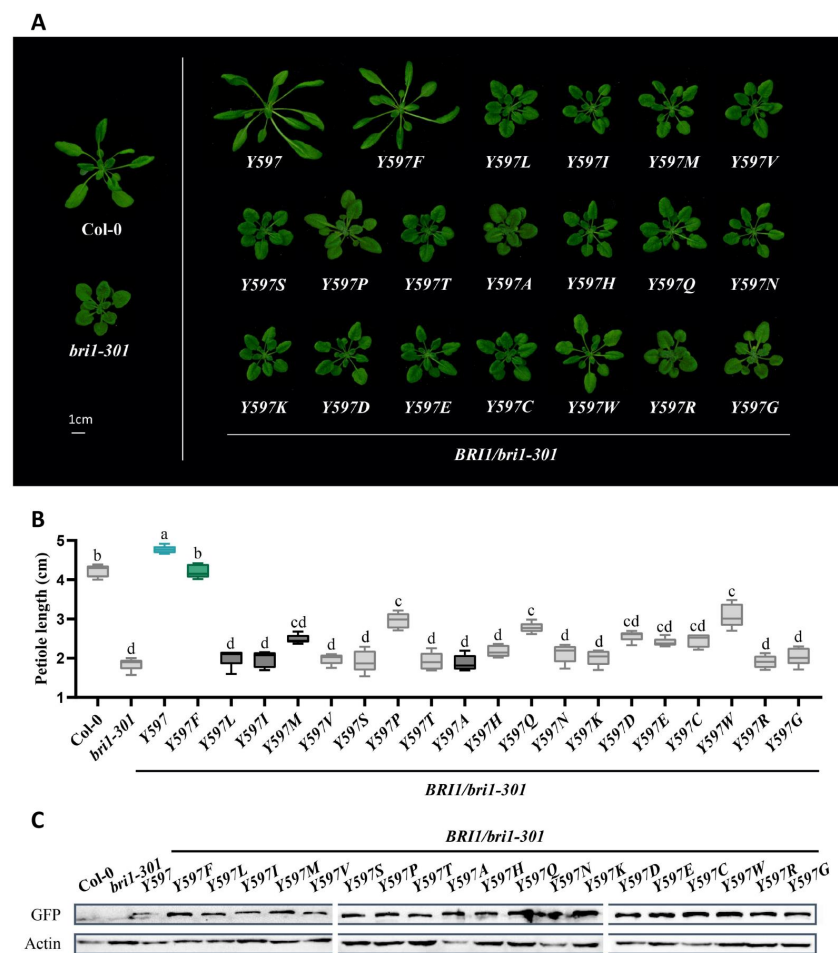 A
Y597 Y597F Y597L Y597I Y597M Y597V
Col-0
Y597S Y597P Y597T Y597A Y597H Y597Q Y597N
bri1-301
Y597K Y597D Y597E Y597C Y597W Y597R Y597G
1cm
BRI1/bri1-301
B
Petiole length (cm)
5
4
3
2
1
b d a b d d cd d d c d d d c d d cd cd cd c d d
Col-0 bri1-301 Y597 Y597F Y597L Y597I Y597M Y597V Y597S Y597P Y597T Y597A Y597H Y597Q Y597N Y597K Y597D Y597E Y597C Y597W Y597R Y597G
BRI1/bri1-301
C
BRI1/bri1-301
Col-0 bri1-301 Y597 Y597F Y597L Y597I Y597M Y597V Y597S Y597P Y597T Y597A Y597H Y597Q Y597N Y597K Y597D Y597E Y597C Y597W Y597R Y597G
GFP
Actin